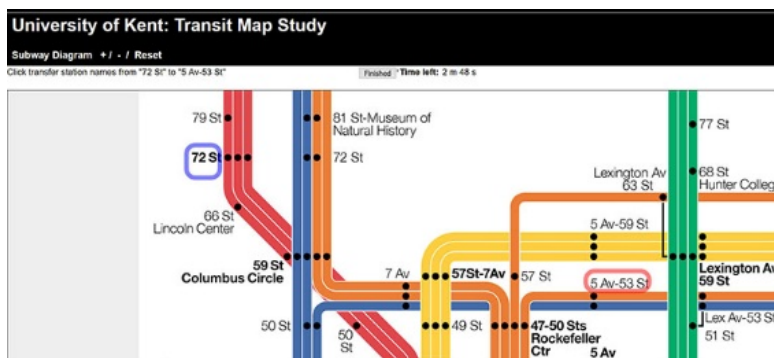 University of Kent: Transit Map Study
Subway Diagram + / - / Reset
Click transfer station names from "72 St" to "5 Av-53 St"
Finished
Time left: 2 m 48 s
79 St
81 St-Museum of
Natural History
77 St
72 St
72 St
Lexington Av
63 St
68 St
Hunter Colleg
66 St
Lincoln Center
5 Av-59 St
59 St
Columbus Circle
7 Av
57St-7Av
57 St
5 Av-53 St
Lexington Av
59 St
50 St
50
St
49 St
47-50 Sts
Rockefeller
Ctr
5 Av
Lex Av-53 St
51 St